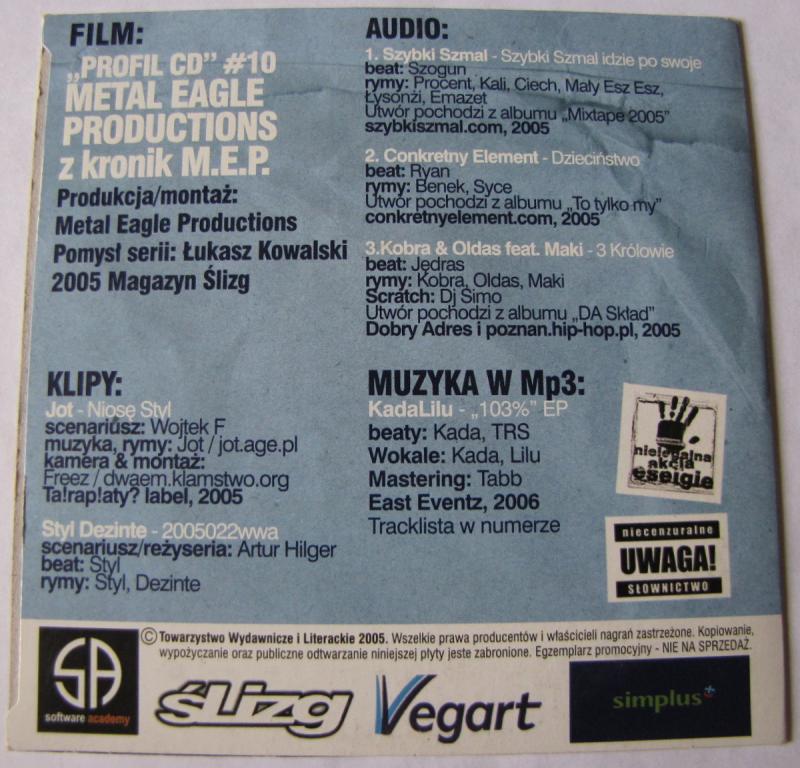 FILM:
„PROFIL CD” #10
METAL EAGLE
PRODUCTIONS
z kronik M.E.P.
Produkcja/montaż:
Metal Eagle Productions
Pomysł serii: Łukasz Kowalski
2005 Magazyn Ślizg
KLIPY:
Jot - Niosę Styl
scenariusz: Wojtek F
muzyka, rymy: Jot / jot.age.pl
kamera & montaż:
Freez / dwaem.klamstwo.org
Ta!rap!aty? label, 2005
Styl Dezinte - 2005022wwa
scenariusz/reżyseria: Artur Hilger
beat: Styl
rymy: Styl, Dezinte
AUDIO:
1. Szybki Szmal - Szybki Szmal idzie po swoje
beat: Szogun
rymy: Procent, Kali, Ciech, Mały Esz Esz,
Łysonżi, Emazet
Utwór pochodzi z albumu „Mixtape 2005”
szybkiszmal.com, 2005
2. Conkretny Element - Dzieciństwo
beat: Ryan
rymy: Benek, Syce
Utwór pochodzi z albumu „To tylko my”
conkretnyelement.com, 2005
3.Kobra & Oldas feat. Maki - 3 Królowie
beat: Jędras
rymy: Kobra, Oldas, Maki
Scratch: Dj Simo
Utwór pochodzi z albumu „DA Skład”
Dobry Adres i poznan.hip-hop.pl, 2005
MUZYKA W Mp3:
KadaLilu - „103%” EP
beaty: Kada, TRS
Wokale: Kada, Lilu
Mastering: Tabb
East Eventz, 2006
Tracklista w numerze
nielegalna
akcja
eseigie
niecenzuralne
UWAGA!
SŁOWNICTWO
© Towarzystwo Wydawnicze i Literackie 2005. Wszelkie prawa producentów i właścicieli nagrań zastrzeżone. Kopiowanie,
wypożyczanie oraz publiczne odtwarzanie niniejszej płyty jeste zabronione. Egzemplarz promocyjny - NIE NA SPRZEDAŻ.
SA
software academy
ŚLIZG
Vegart
simplus+